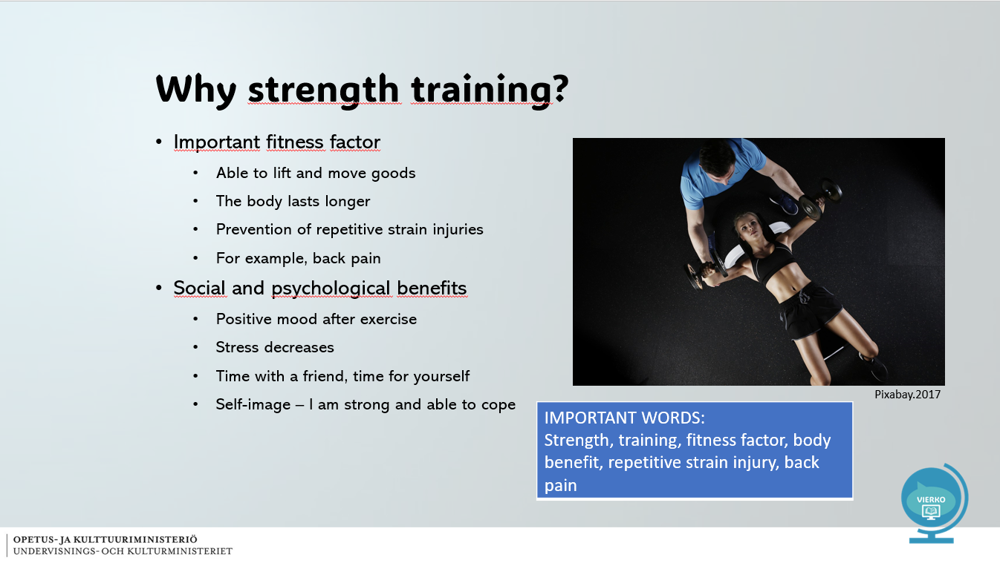 Why strength training?
• Important fitness factor
• Able to lift and move goods
• The body lasts longer
• Prevention of repetitive strain injuries
• For example, back pain
• Social and psychological benefits
• Positive mood after exercise
• Stress decreases
• Time with a friend, time for yourself
• Self-image – I am strong and able to cope
Pixabay.2017
IMPORTANT WORDS:
Strength, training, fitness factor, body
benefit, repetitive strain injury, back
pain
VIERKO
OPETUS- JA KULTTUURIMINISTERIÖ
UNDERVISNINGS- OCH KULTURMINISTERIET